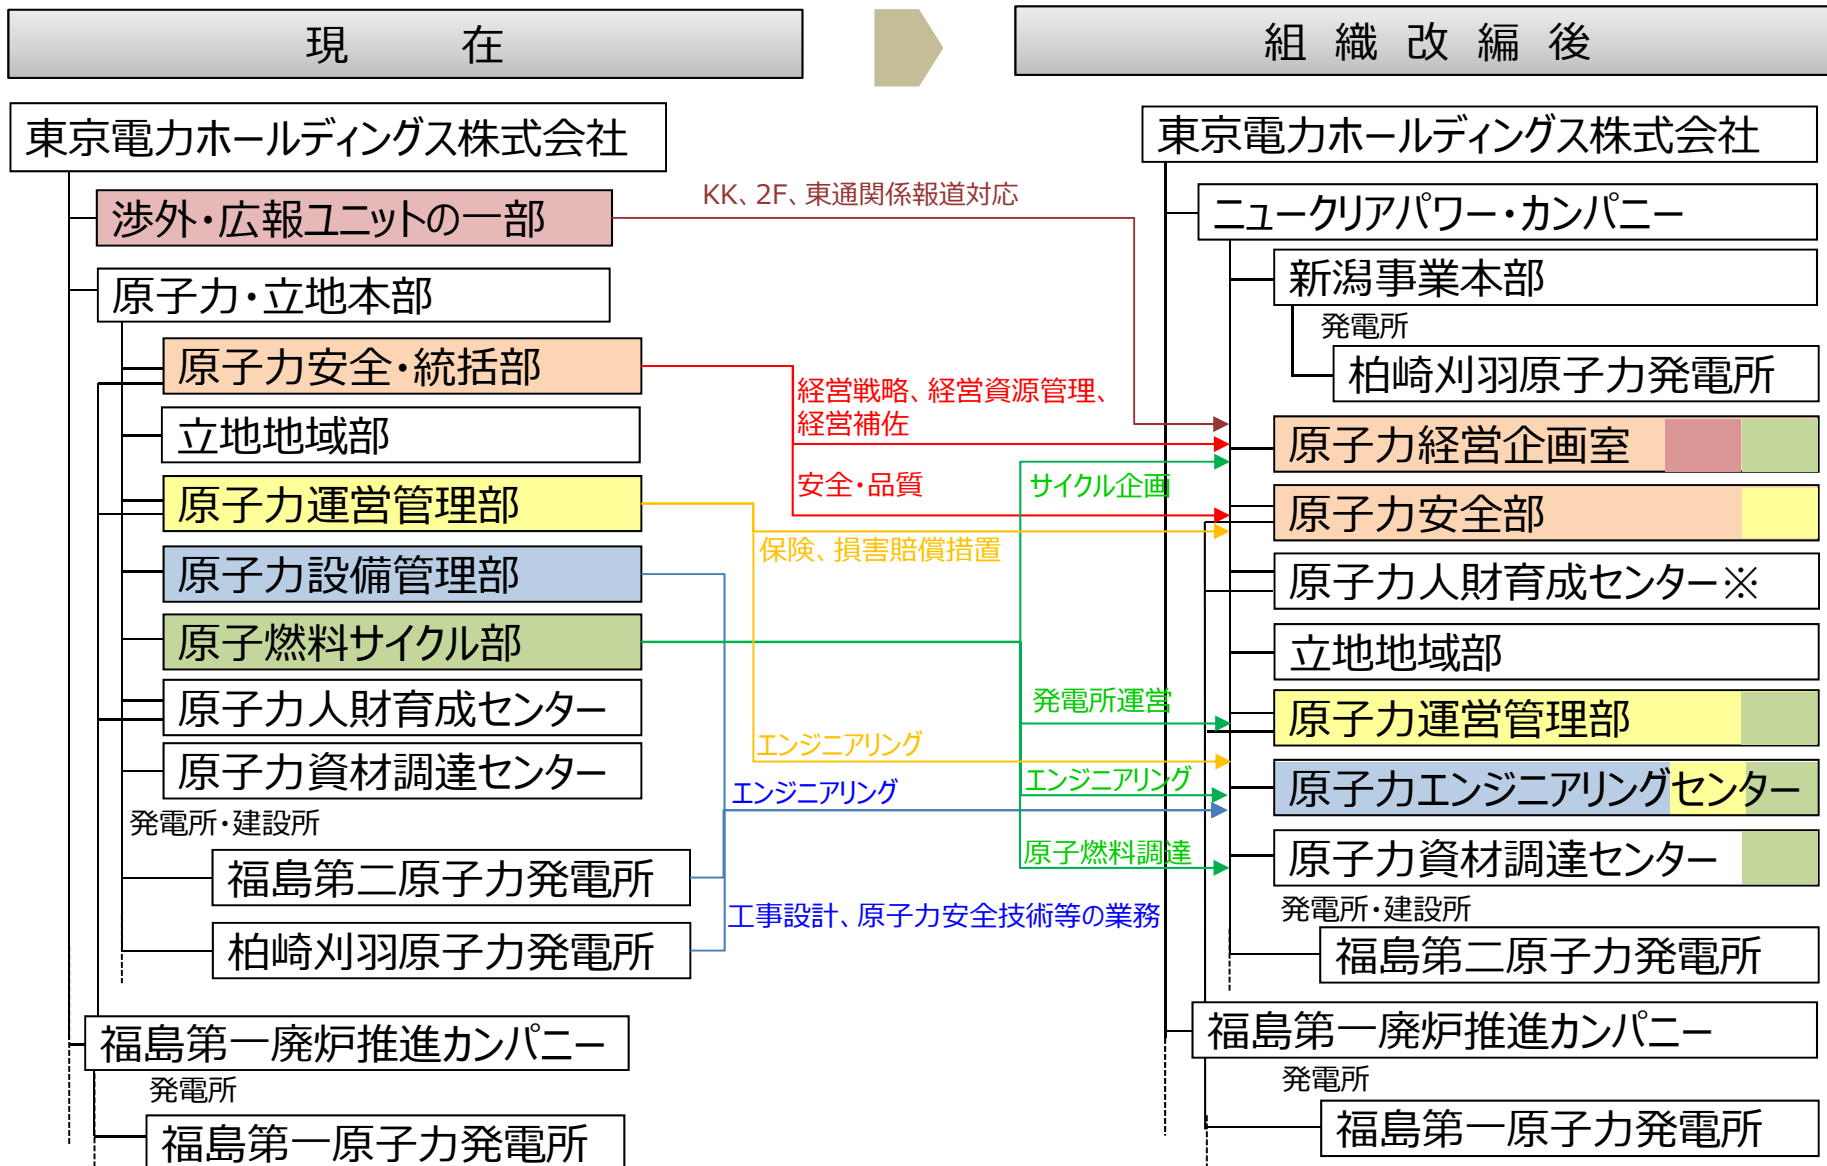 現在
組織改編後
東京電力ホールディングス株式会社
渉外・広報ユニットの一部
原子力・立地本部
原子力安全・統括部
立地地域部
原子力運営管理部
原子力設備管理部
原子燃料サイクル部
原子力人財育成センター
原子力資材調達センター
発電所・建設所
福島第二原子力発電所
柏崎刈羽原子力発電所
福島第一廃炉推進カンパニー
発電所
福島第一原子力発電所
KK、2F、東通関係報道対応
経営戦略、経営資源管理、
経営補佐
安全・品質
サイクル企画
保険、損害賠償措置
発電所運営
エンジニアリング
エンジニアリング
エンジニアリング
原子燃料調達
工事設計、原子力安全技術等の業務
東京電力ホールディングス株式会社
ニュークリアパワー・カンパニー
新潟事業本部
発電所
柏崎刈羽原子力発電所
原子力経営企画室
原子力安全部
原子力人財育成センター※
立地地域部
原子力運営管理部
原子力エンジニアリングセンター
原子力資材調達センター
発電所・建設所
福島第二原子力発電所
福島第一廃炉推進カンパニー
発電所
福島第一原子力発電所